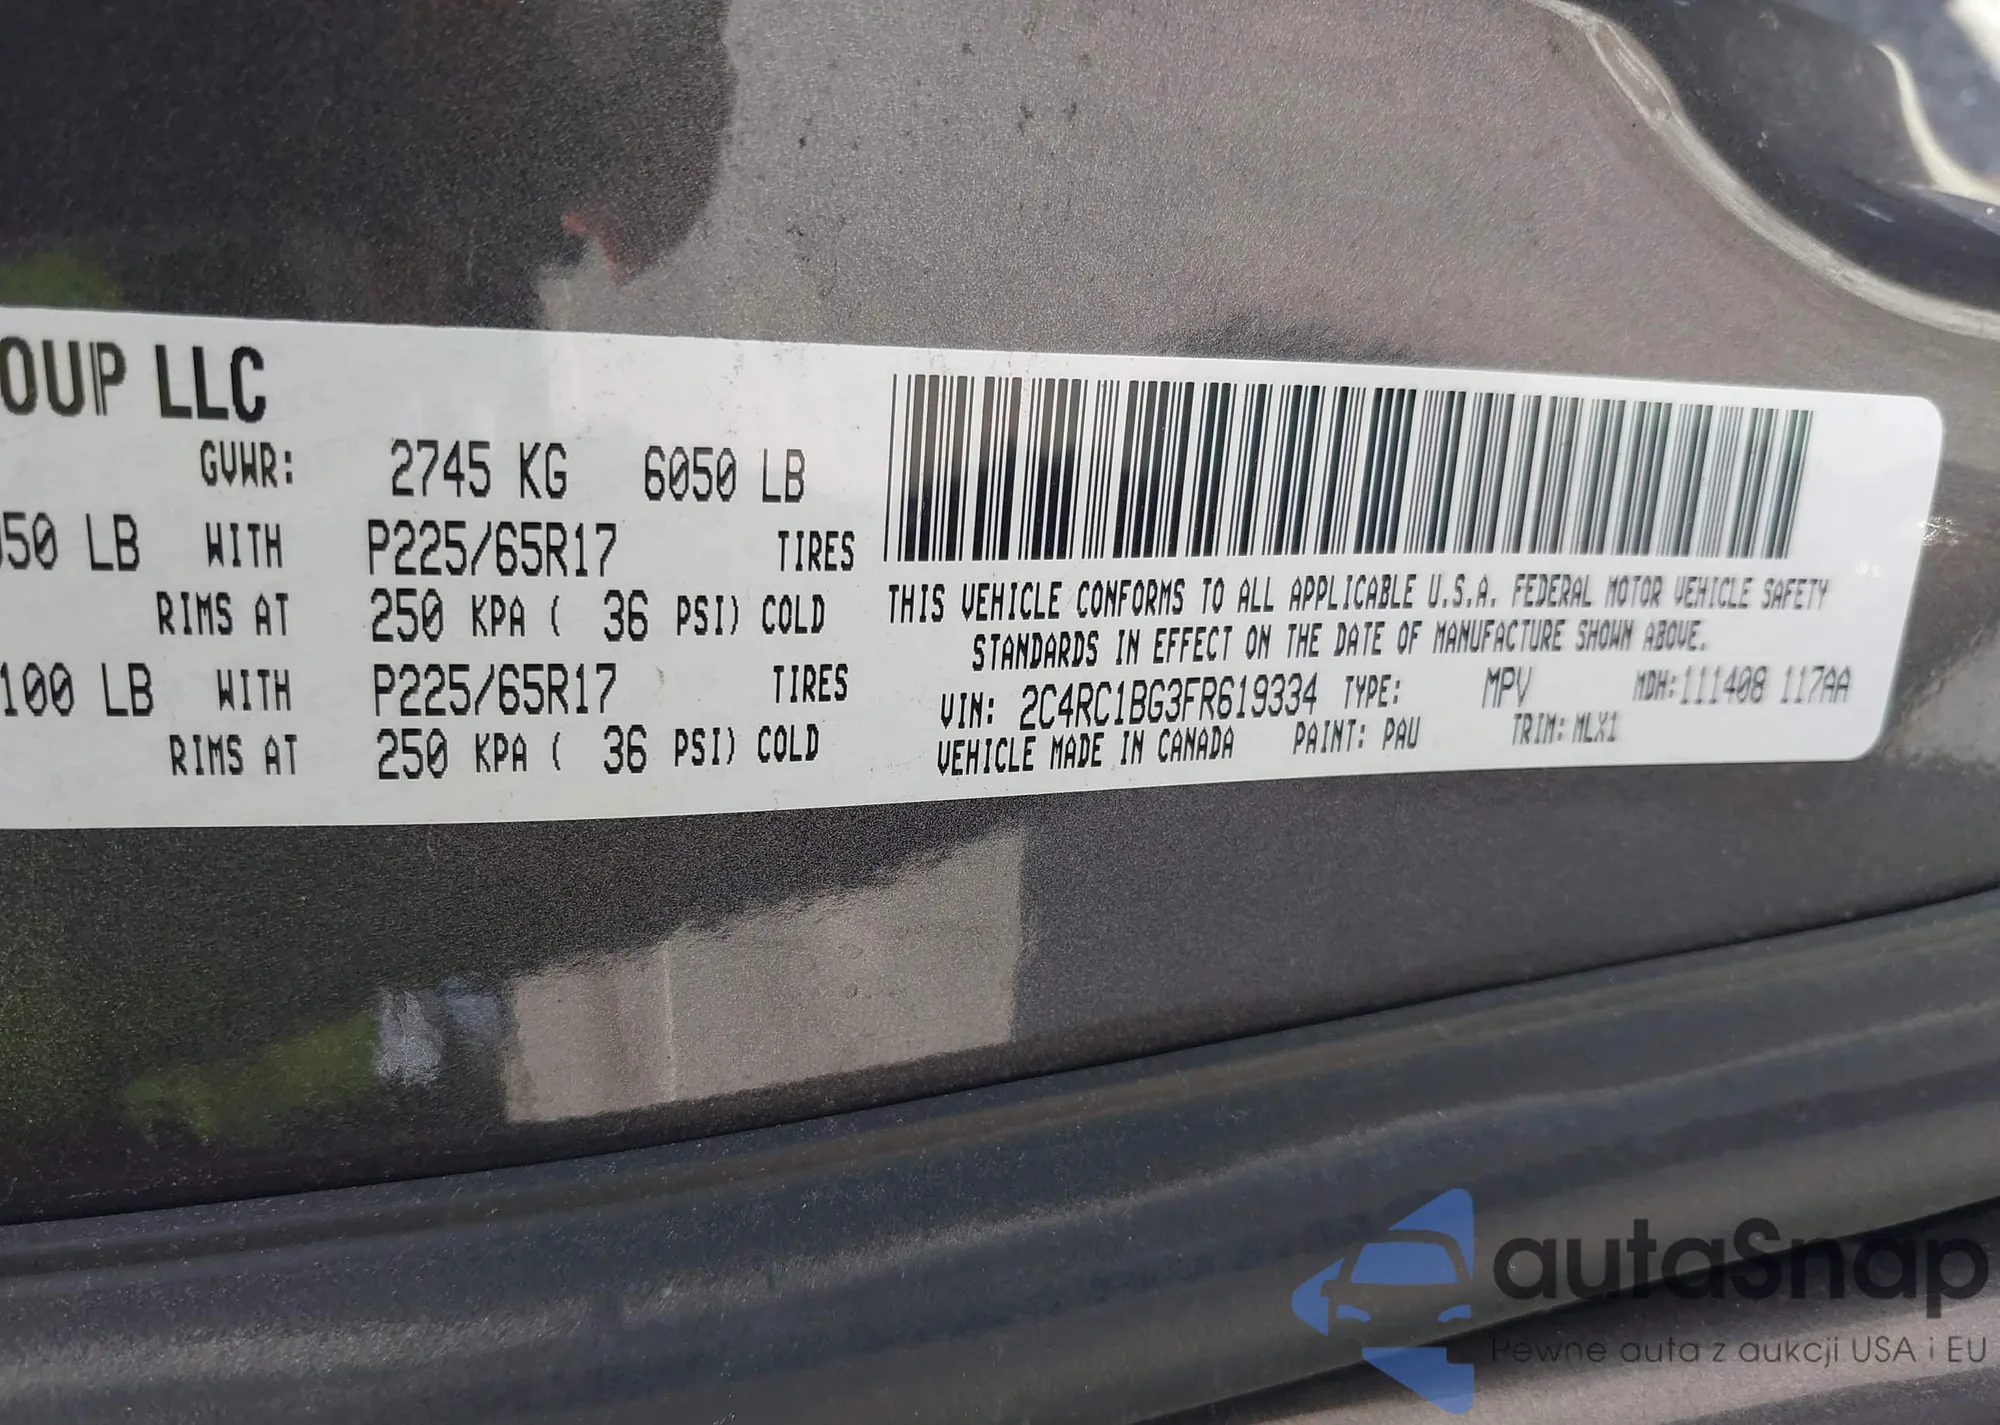 OUP LLC
GVWR: 2745 KG 6050 LB
050 LB WITH P225/65R17 TIRES
RIMS AT 250 KPA ( 36 PSI) COLD
100 LB WITH P225/65R17 TIRES
RIMS AT 250 KPA ( 36 PSI) COLD
THIS VEHICLE CONFORMS TO ALL APPLICABLE U.S.A. FEDERAL MOTOR VEHICLE SAFETY
STANDARDS IN EFFECT ON THE DATE OF MANUFACTURE SHOWN ABOVE.
VIN: 2C4RC1BG3FR619334 TYPE: MPV MDH:111408 117AA
VEHICLE MADE IN CANADA PAINT: PAU TRIM: MLX1
autaSnap
Pewne auta z aukcji USA i EU